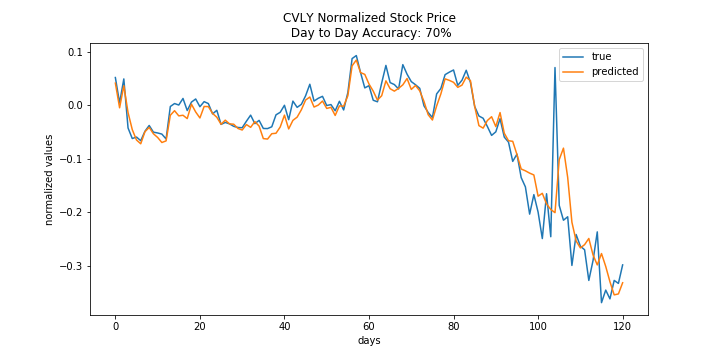 CVLY Normalized Stock Price
Day to Day Accuracy: 70%
true
predicted
normalized values
0.1
0.0
−0.1
−0.2
−0.3
0
20
40
60
80
100
120
days